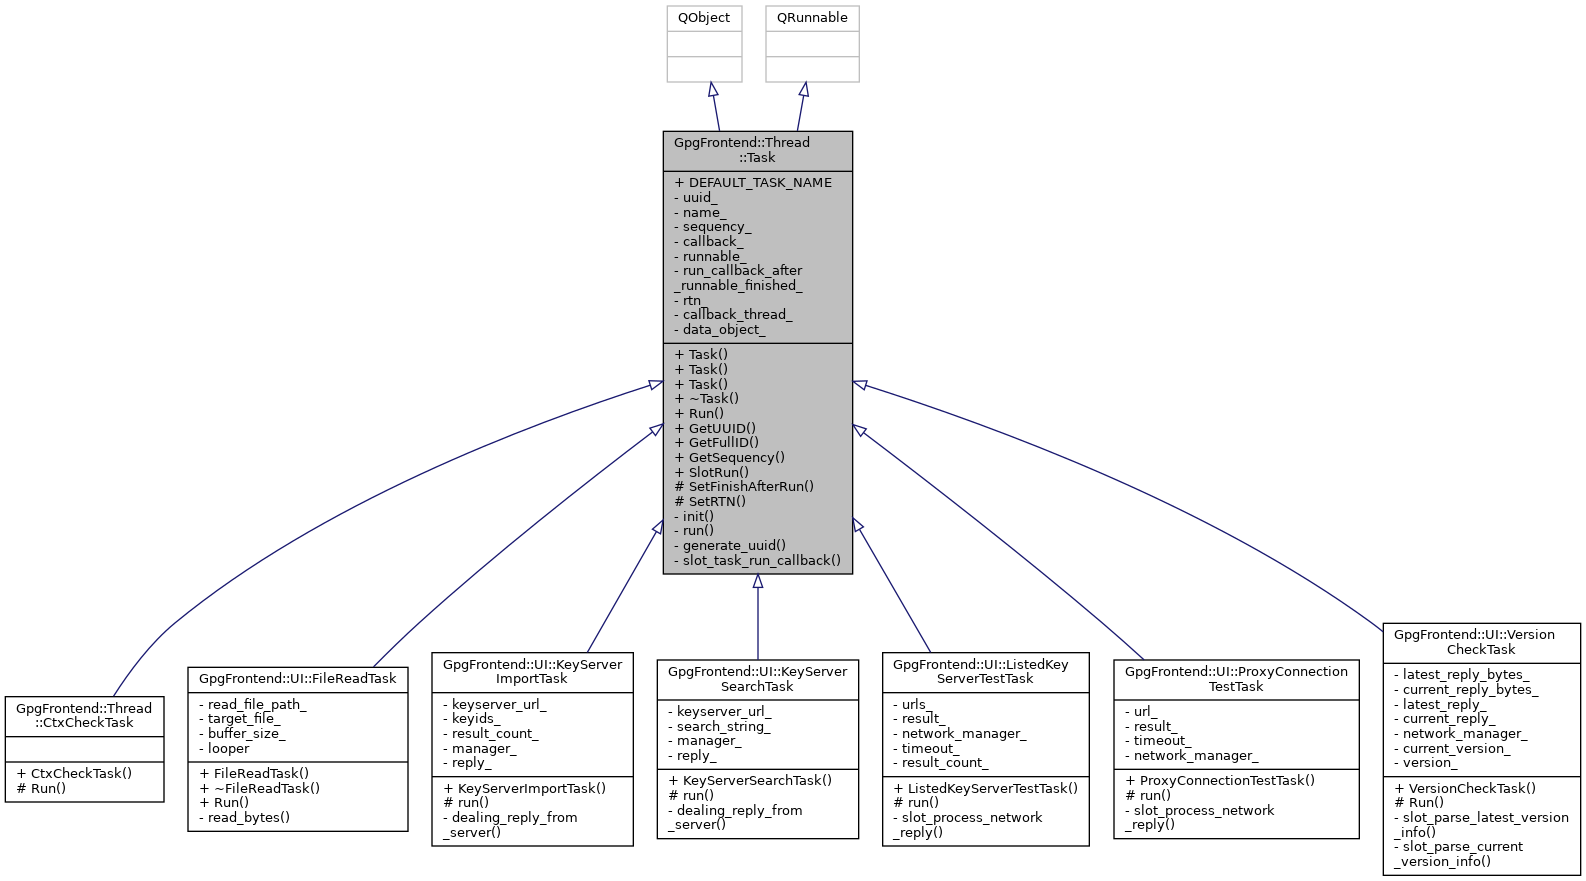 QObject
QRunnable
GpgFrontend::Thread
::Task
+ DEFAULT_TASK_NAME
- uuid_
- name_
- sequency_
- callback_
- runnable_
- run_callback_after
_runnable_finished_
- rtn_
- callback_thread_
- data_object_
+ Task()
+ Task()
+ Task()
+ ~Task()
+ Run()
+ GetUUID()
+ GetFullID()
+ GetSequency()
+ SlotRun()
# SetFinishAfterRun()
# SetRTN()
- init()
- run()
- generate_uuid()
- slot_task_run_callback()
GpgFrontend::Thread
::CtxCheckTask
+ CtxCheckTask()
# Run()
GpgFrontend::UI::FileReadTask
- read_file_path_
- target_file_
- buffer_size_
- looper
+ FileReadTask()
+ ~FileReadTask()
+ Run()
- read_bytes()
GpgFrontend::UI::KeyServer
ImportTask
- keyserver_url_
- keyids_
- result_count_
- manager_
- reply_
+ KeyServerImportTask()
# run()
- dealing_reply_from
_server()
GpgFrontend::UI::KeyServer
SearchTask
- keyserver_url_
- search_string_
- manager_
- reply_
+ KeyServerSearchTask()
# run()
- dealing_reply_from
_server()
GpgFrontend::UI::ListedKey
ServerTestTask
- urls_
- result_
- network_manager_
- timeout_
- result_count_
+ ListedKeyServerTestTask()
# run()
- slot_process_network
_reply()
GpgFrontend::UI::ProxyConnection
TestTask
- url_
- result_
- timeout_
- network_manager_
+ ProxyConnectionTestTask()
# run()
- slot_process_network
_reply()
GpgFrontend::UI::Version
CheckTask
- latest_reply_bytes_
- current_reply_bytes_
- latest_reply_
- current_reply_
- network_manager_
- current_version_
- version_
+ VersionCheckTask()
# Run()
- slot_parse_latest_version
_info()
- slot_parse_current
_version_info()